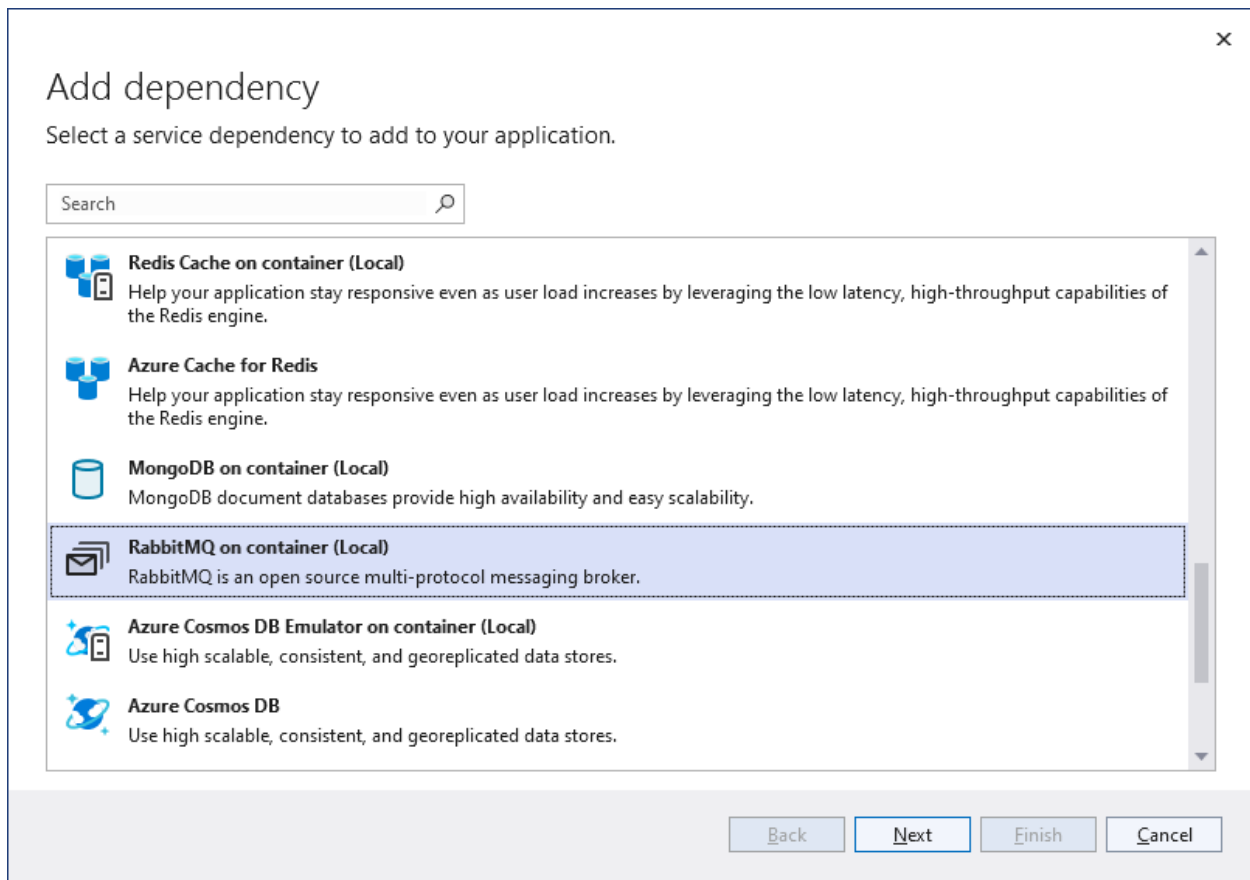 Add dependency
Select a service dependency to add to your application.
Search
Redis Cache on container (Local)
Help your application stay responsive even as user load increases by leveraging the low latency, high-throughput capabilities of
the Redis engine.
Azure Cache for Redis
Help your application stay responsive even as user load increases by leveraging the low latency, high-throughput capabilities of
the Redis engine.
MongoDB on container (Local)
MongoDB document databases provide high availability and easy scalability.
RabbitMQ on container (Local)
RabbitMQ is an open source multi-protocol messaging broker.
Azure Cosmos DB Emulator on container (Local)
Use high scalable, consistent, and georeplicated data stores.
Azure Cosmos DB
Use high scalable, consistent, and georeplicated data stores.
Back Next Finish Cancel